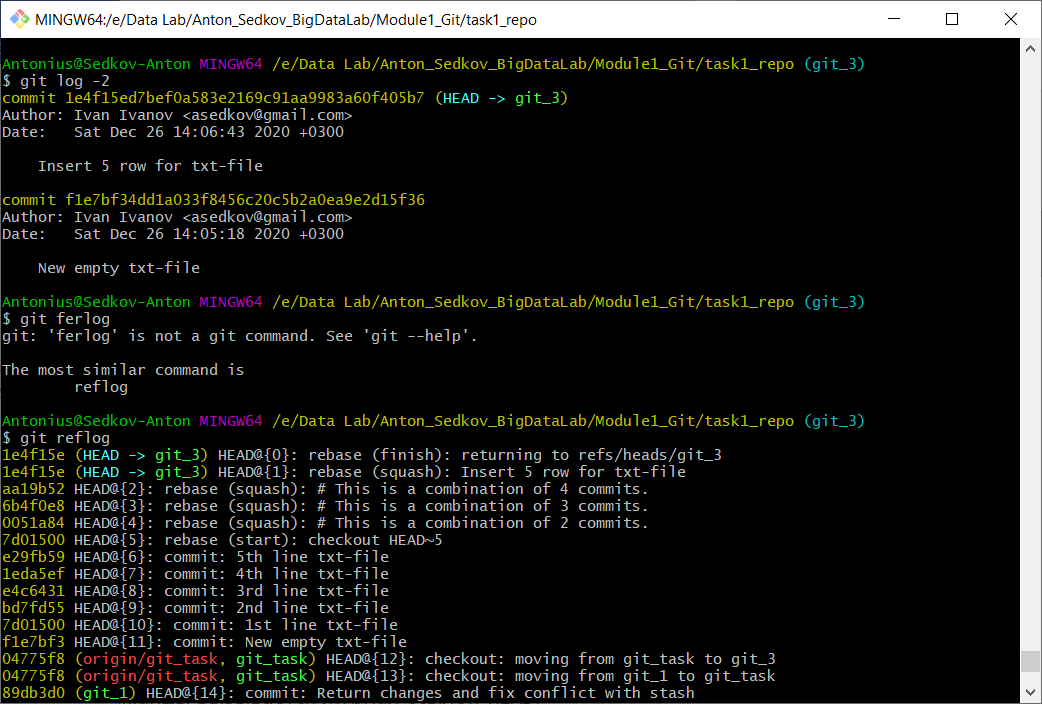 MINGW64:/e/Data Lab/Anton_Sedkov_BigDataLab/Module1_Git/task1_repo
Antonius@Sedkov-Anton MINGW64 /e/Data Lab/Anton_Sedkov_BigDataLab/Module1_Git/task1_repo (git_3)
$ git log -2
commit 1e4f15ed7bef0a583e2169c91aa9983a60f405b7 (HEAD -> git_3)
Author: Ivan Ivanov <asedkov@gmail.com>
Date:   Sat Dec 26 14:06:43 2020 +0300
    Insert 5 row for txt-file
commit f1e7bf34dd1a033f8456c20c5b2a0ea9e2d15f36
Author: Ivan Ivanov <asedkov@gmail.com>
Date:   Sat Dec 26 14:05:18 2020 +0300
    New empty txt-file
Antonius@Sedkov-Anton MINGW64 /e/Data Lab/Anton_Sedkov_BigDataLab/Module1_Git/task1_repo (git_3)
$ git ferlog
git: 'ferlog' is not a git command. See 'git --help'.
The most similar command is
        reflog
Antonius@Sedkov-Anton MINGW64 /e/Data Lab/Anton_Sedkov_BigDataLab/Module1_Git/task1_repo (git_3)
$ git reflog
1e4f15e (HEAD -> git_3) HEAD@{0}: rebase (finish): returning to refs/heads/git_3
1e4f15e (HEAD -> git_3) HEAD@{1}: rebase (squash): Insert 5 row for txt-file
aa19b52 HEAD@{2}: rebase (squash): # This is a combination of 4 commits.
6b4f0e8 HEAD@{3}: rebase (squash): # This is a combination of 3 commits.
0051a84 HEAD@{4}: rebase (squash): # This is a combination of 2 commits.
7d01500 HEAD@{5}: rebase (start): checkout HEAD~5
e29fb59 HEAD@{6}: commit: 5th line txt-file
1eda5ef HEAD@{7}: commit: 4th line txt-file
e4c6431 HEAD@{8}: commit: 3rd line txt-file
bd7fd55 HEAD@{9}: commit: 2nd line txt-file
7d01500 HEAD@{10}: commit: 1st line txt-file
f1e7bf3 HEAD@{11}: commit: New empty txt-file
04775f8 (origin/git_task, git_task) HEAD@{12}: checkout: moving from git_task to git_3
04775f8 (origin/git_task, git_task) HEAD@{13}: checkout: moving from git_1 to git_task
89db3d0 (git_1) HEAD@{14}: commit: Return changes and fix conflict with stash